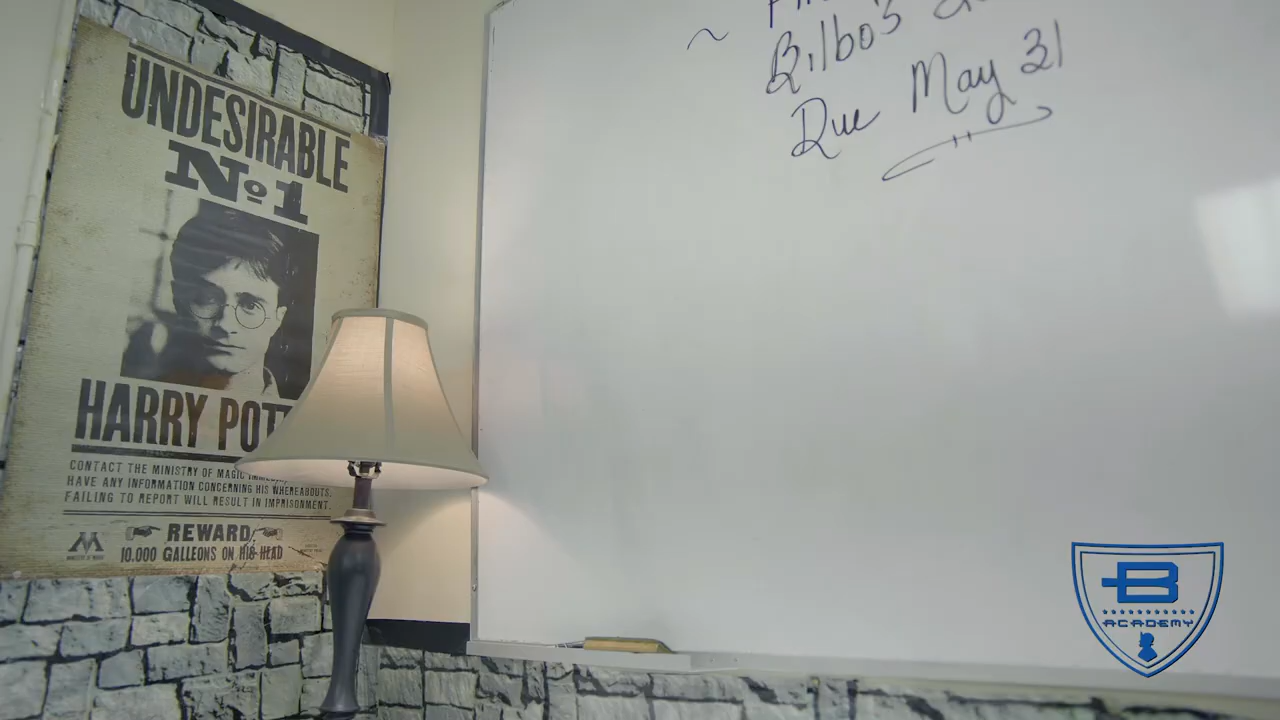 UNDESIRABLE
Nº1
HARRY
CONTACT THE MINISTRY OF MAGIC
HAVE ANY INFORMATION CONCERNING HIS WHEREABOUTS.
FAILING TO REPORT WILL RESULT IN IMPRISONMENT.
REWARD
10.000 GALLEONS ON HIS HEAD
~
Bilbo's
Due May 31
B
ACADEMY